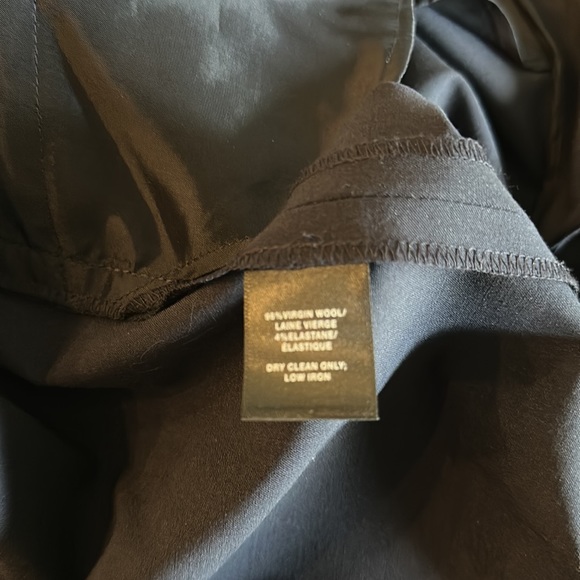 96%VIRGIN WOOL/
LAINE VIERGE
4%ELASTANE/
ÉLASTIQUE
DRY CLEAN ONLY;
LOW IRON